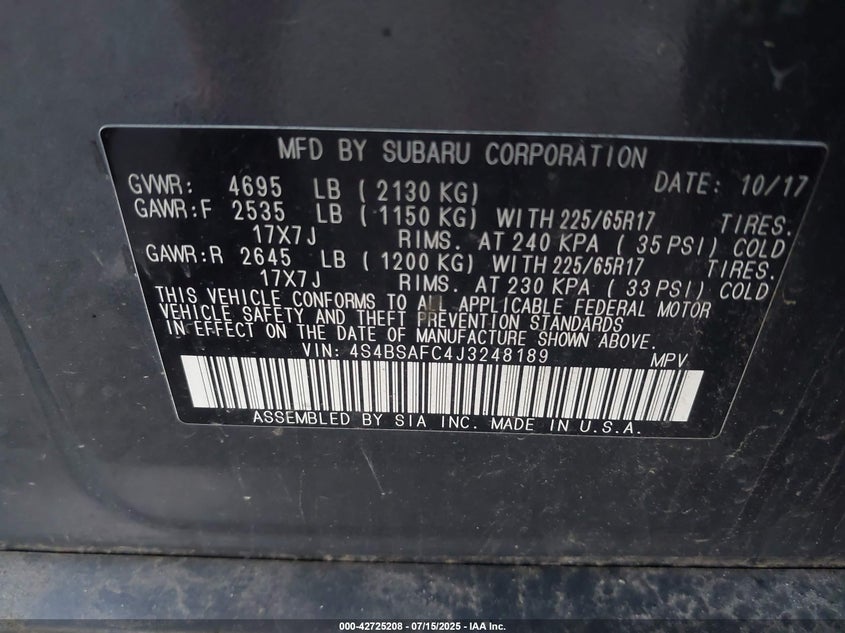 MFD BY SUBARU CORPORATION
GVWR: 4695 LB (2130 KG) DATE: 10/17
GAWR:F 2535 LB (1150 KG) WITH 225/65R17 TIRES.
17X7J RIMS. AT 240 KPA ( 35 PSI) COLD
GAWR:R 2645 LB ( 1200 KG) WITH 225/65R17 TIRES.
17X7J RIMS. AT 230 KPA ( 33 PSI) COLD
THIS VEHICLE CONFORMS TO ALL APPLICABLE FEDERAL MOTOR
VEHICLE SAFETY AND THEFT PREVENTION STANDARDS
IN EFFECT ON THE DATE OF MANUFACTURE SHOWN ABOVE.
VIN: 4S4BSAFC4J3248189 MPV
ASSEMBLED BY SIA INC. MADE IN U.S.A.
000-42725208 - 07/15/2025 - IAA Inc.